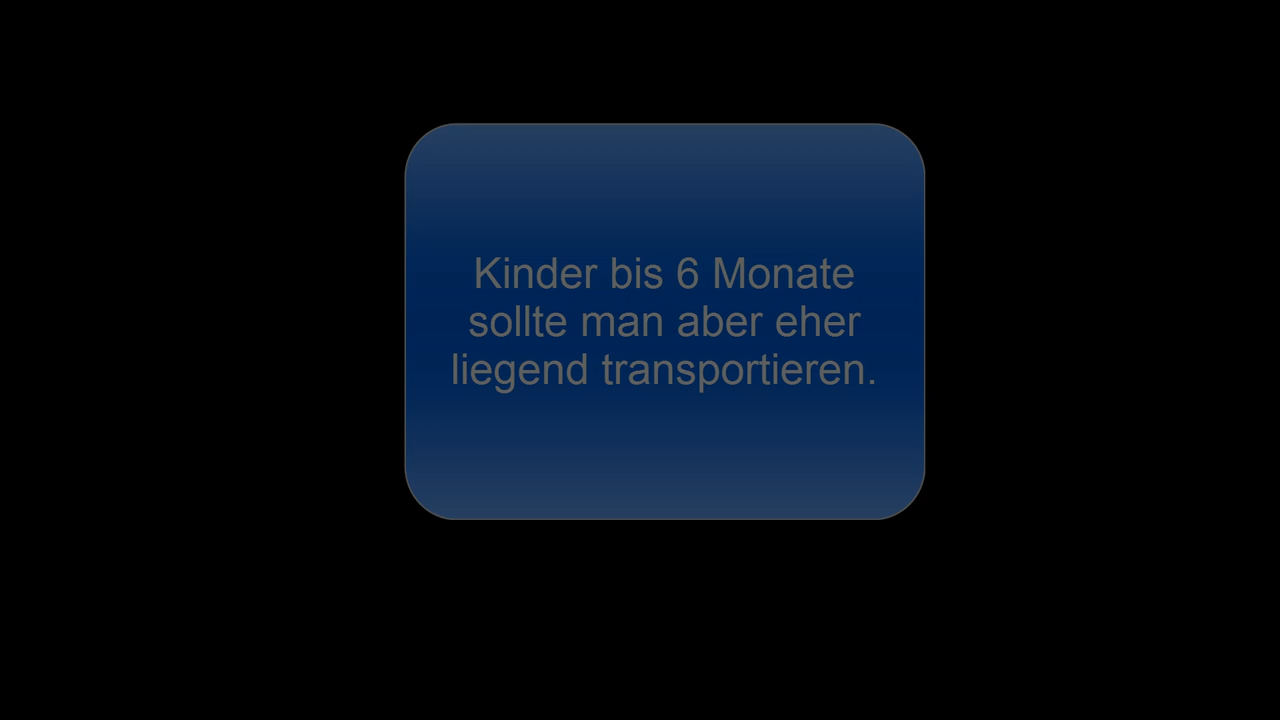 Kinder bis 6 Monate
sollte man aber eher
liegend transportieren.